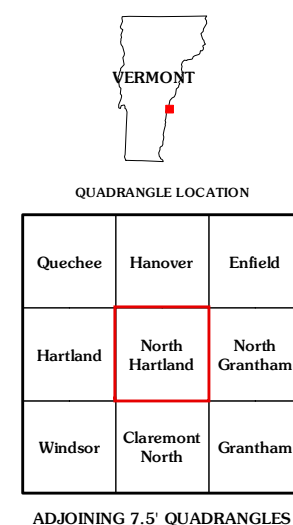 VERMONT
QUADRANGLE LOCATION
Quechee
Hanover
Enfield
Hartland
North
Hartland
North
Grantham
Windsor
Claremont
North
Grantham
ADJOINING 7.5' QUADRANGLES